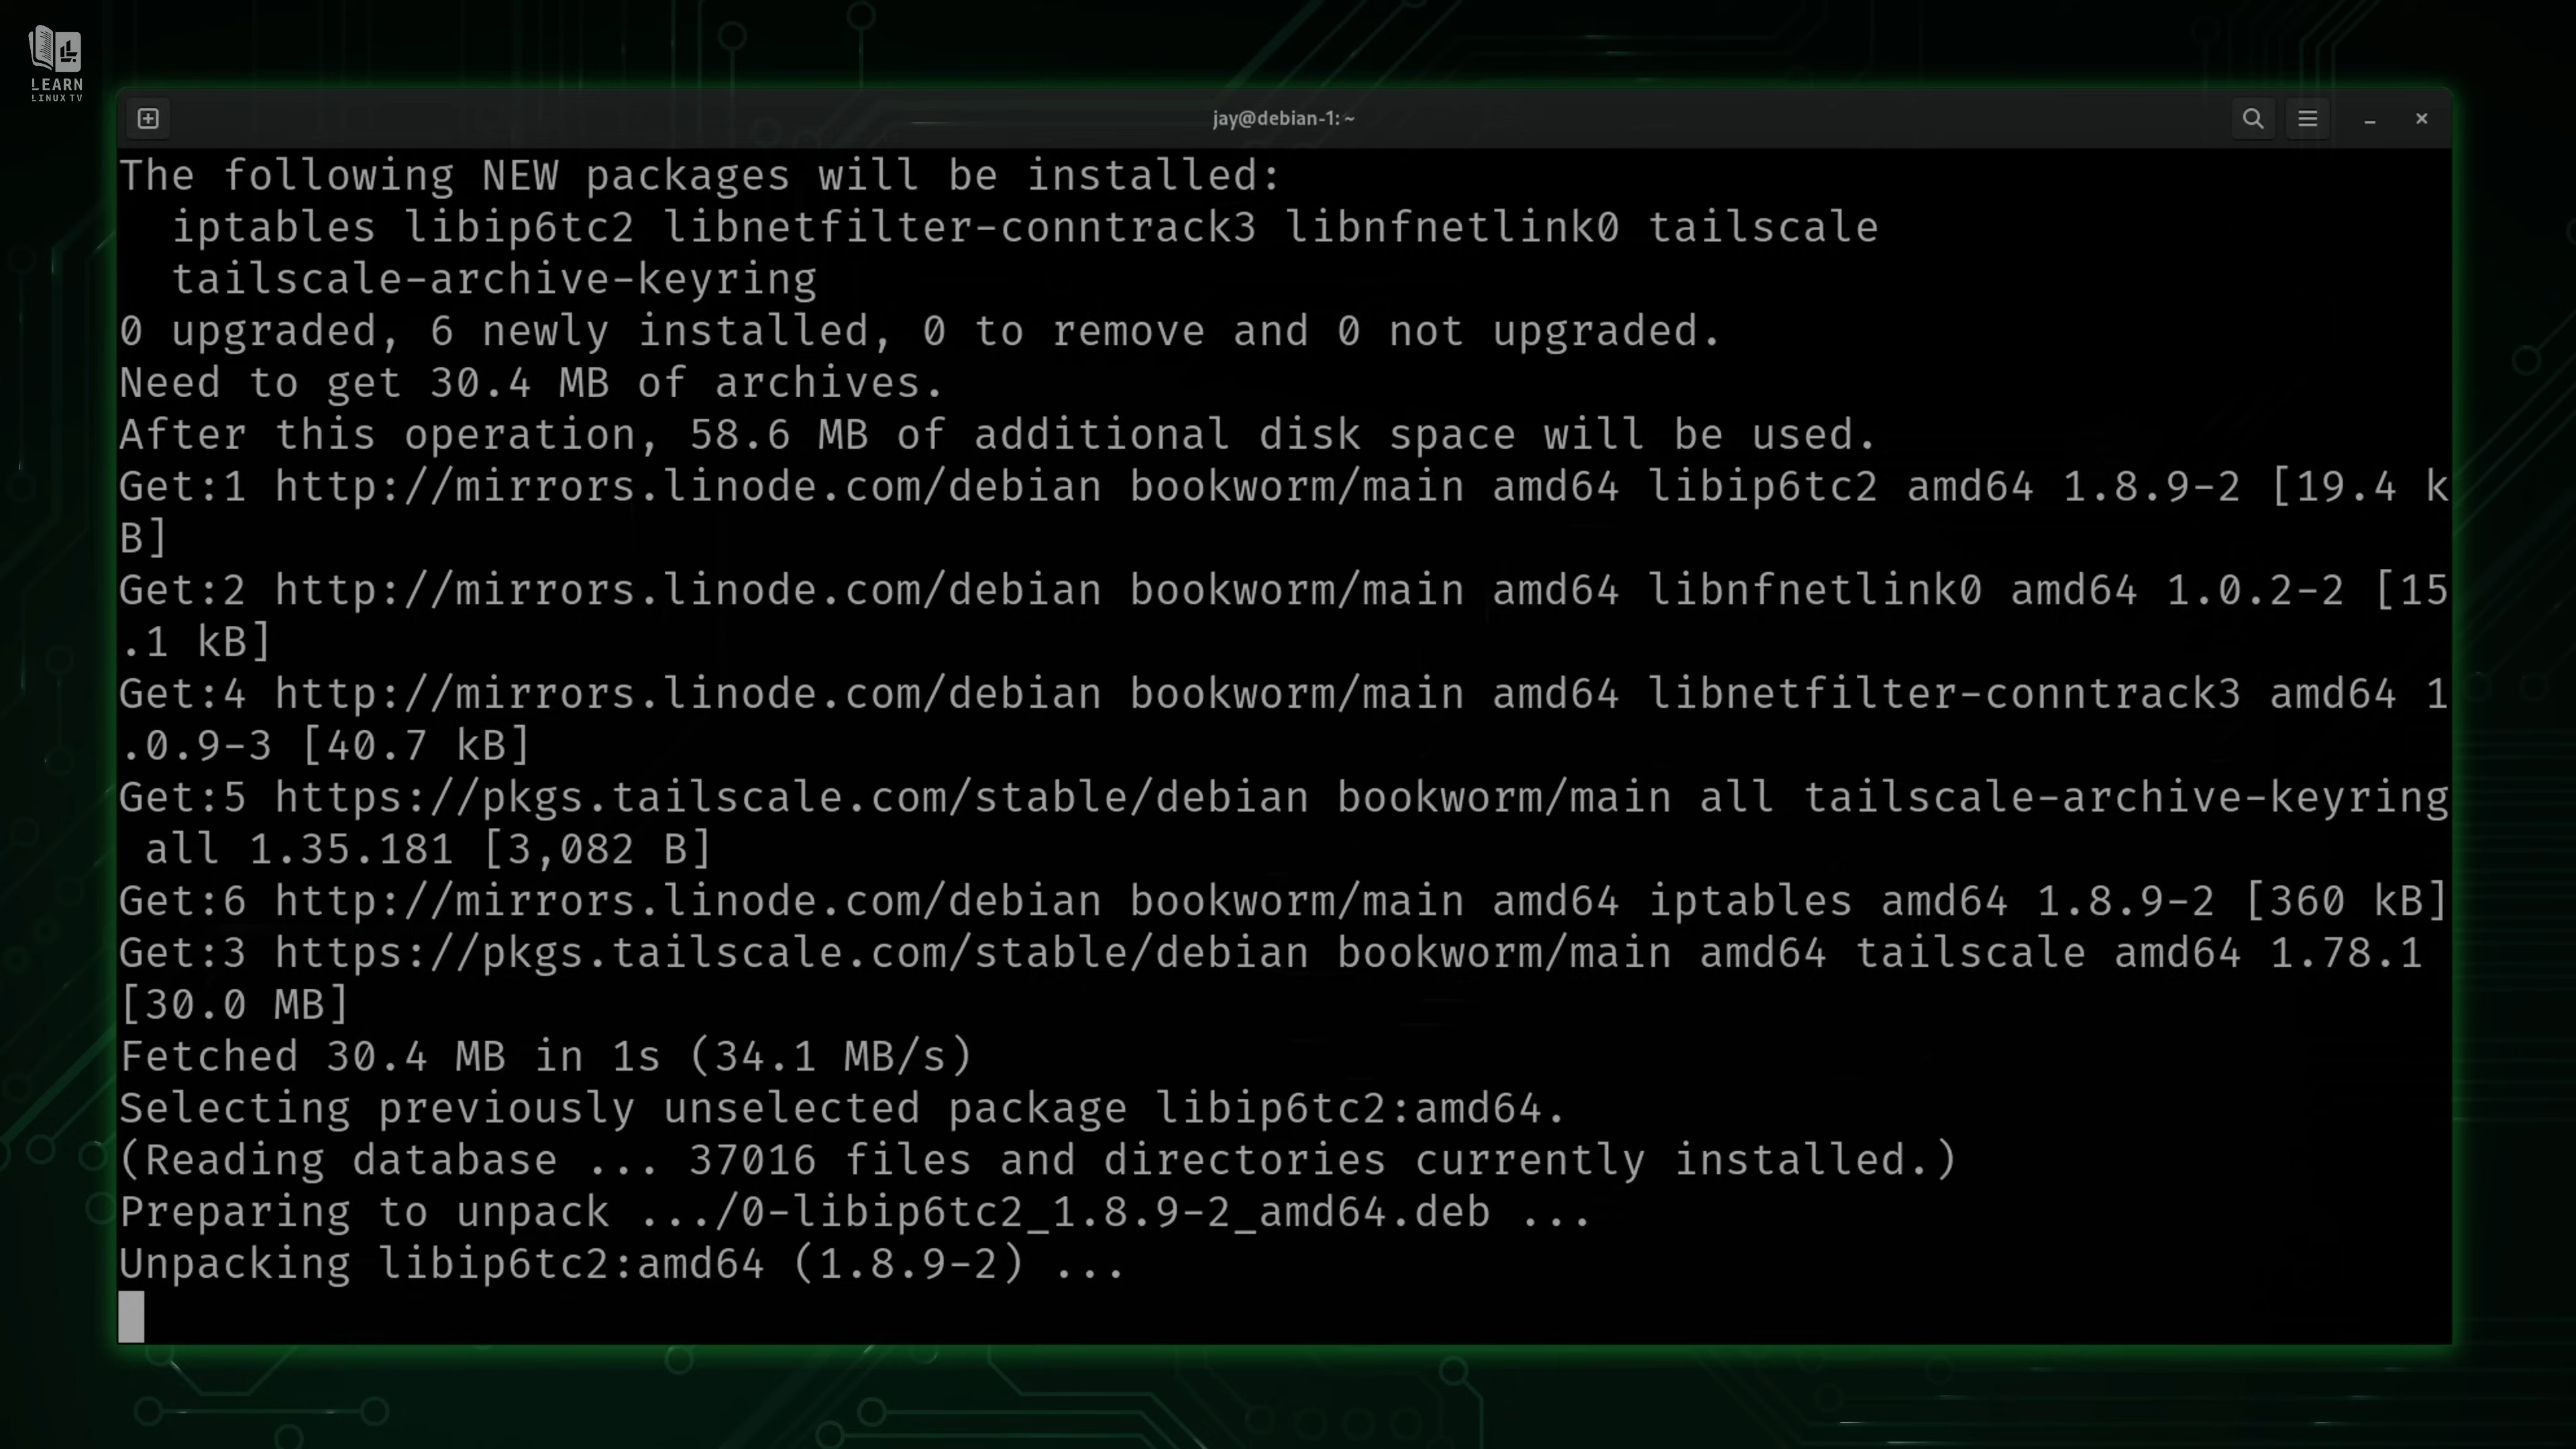 LEARN
LINUX TV
jay@debian-1: ~
The following NEW packages will be installed:
  iptables libip6tc2 libnetfilter-conntrack3 libnfnetlink0 tailscale
  tailscale-archive-keyring
0 upgraded, 6 newly installed, 0 to remove and 0 not upgraded.
Need to get 30.4 MB of archives.
After this operation, 58.6 MB of additional disk space will be used.
Get:1 http://mirrors.linode.com/debian bookworm/main amd64 libip6tc2 amd64 1.8.9-2 [19.4 k
B]
Get:2 http://mirrors.linode.com/debian bookworm/main amd64 libnfnetlink0 amd64 1.0.2-2 [15
.1 kB]
Get:4 http://mirrors.linode.com/debian bookworm/main amd64 libnetfilter-conntrack3 amd64 1
.0.9-3 [40.7 kB]
Get:5 https://pkgs.tailscale.com/stable/debian bookworm/main all tailscale-archive-keyring
 all 1.35.181 [3,082 B]
Get:6 http://mirrors.linode.com/debian bookworm/main amd64 iptables amd64 1.8.9-2 [360 kB]
Get:3 https://pkgs.tailscale.com/stable/debian bookworm/main amd64 tailscale amd64 1.78.1
[30.0 MB]
Fetched 30.4 MB in 1s (34.1 MB/s)
Selecting previously unselected package libip6tc2:amd64.
(Reading database ... 37016 files and directories currently installed.)
Preparing to unpack .../0-libip6tc2_1.8.9-2_amd64.deb ...
Unpacking libip6tc2:amd64 (1.8.9-2) ...